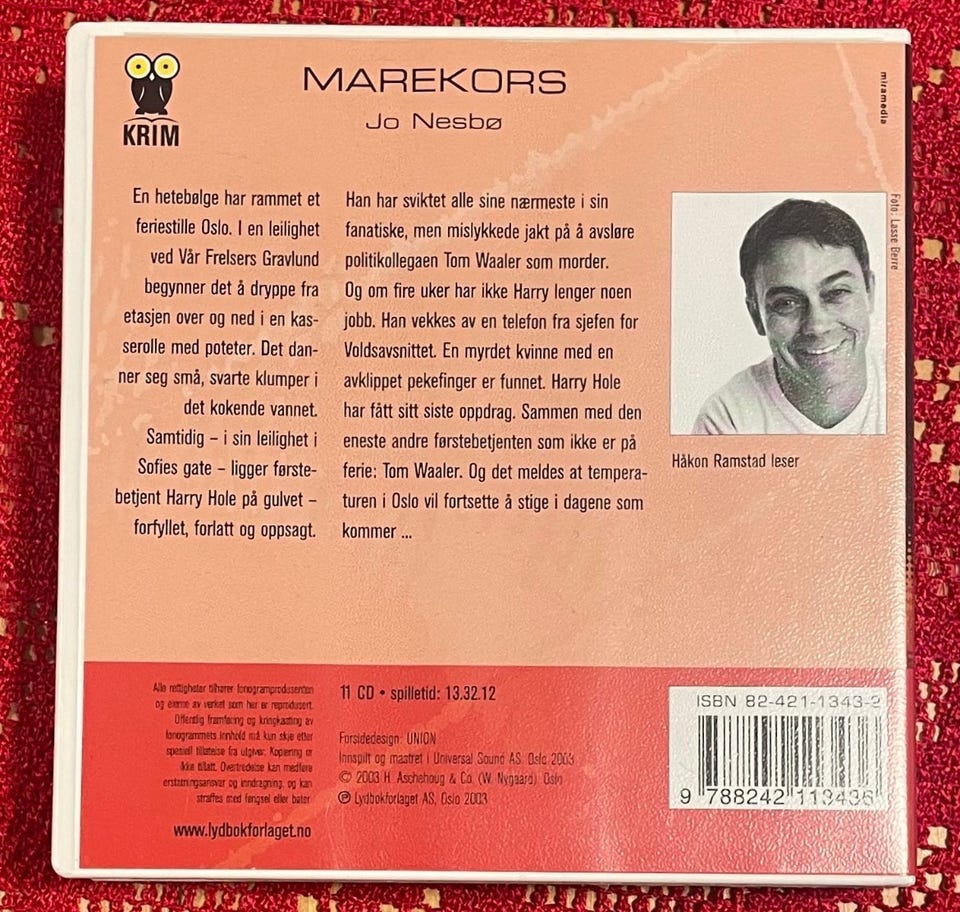 KRIM
MAREKORS
Jo Nesbø
miramedia
En hetebølge har rammet et
feriestille Oslo. I en leilighet
ved Vår Frelsers Gravlund
begynner det å dryppe fra
etasjen over og ned i en kas-
serolle med poteter. Det dan-
ner seg små, svarte klumper i
det kokende vannet.
Samtidig – i sin leilighet i
Sofies gate – ligger første-
betjent Harry Hole på gulvet –
forfyllet, forlatt og oppsagt.
Han har sviktet alle sine nærmeste i sin
fanatiske, men mislykkede jakt på å avsløre
politikollegaen Tom Waaler som morder.
Og om fire uker har ikke Harry lenger noen
jobb. Han vekkes av en telefon fra sjefen for
Voldsavsnittet. En myrdet kvinne med en
avklippet pekefinger er funnet. Harry Hole
har fått sitt siste oppdrag. Sammen med den
eneste andre førstebetjenten som ikke er på
ferie: Tom Waaler. Og det meldes at tempera-
turen i Oslo vil fortsette å stige i dagene som
kommer ...
Foto: Lasse Berre
Håkon Ramstad leser
Alle rettigheter tilhører fonogramprodusenten
og eierne av verket som her er reprodusert.
Offentlig framføring og kringkasting av
fonogrammets innhold må kun skje etter
spesiell tillatelse fra utgiver. Kopiering er
ikke tillatt. Overtredelse kan medføre
erstatningsansvar og inndragning, og kan
straffes med fengsel eller bøter.
www.lydbokforlaget.no
11 CD • spilletid: 13.32.12
Forsidedesign: UNION
Innspilt og mastret i Universal Sound AS. Oslo 2003
© 2003 H. Aschehoug & Co. (W. Nygaard), Oslo
℗ Lydbokforlaget AS, Oslo 2003
ISBN 82-421-1343-2
9 788242 113436